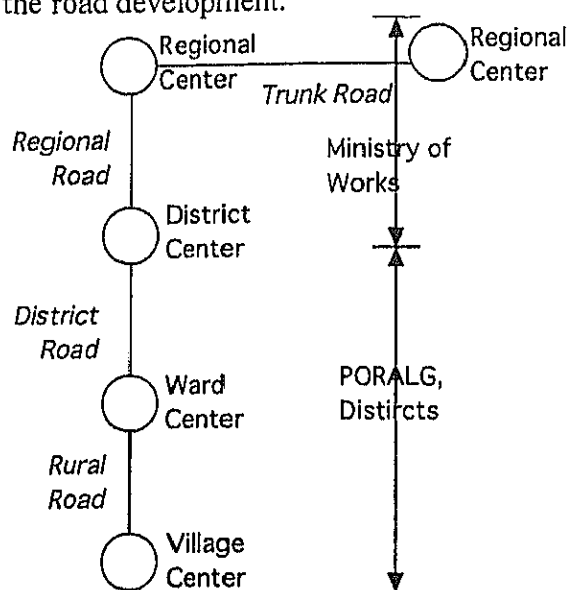 the road development.
Regional
Center
Regional
Center
Trunk Road
Regional
Road
Ministry of
Works
District
Center
District
Road
PORALG,
Distircts
Ward
Center
Rural
Road
Village
Center